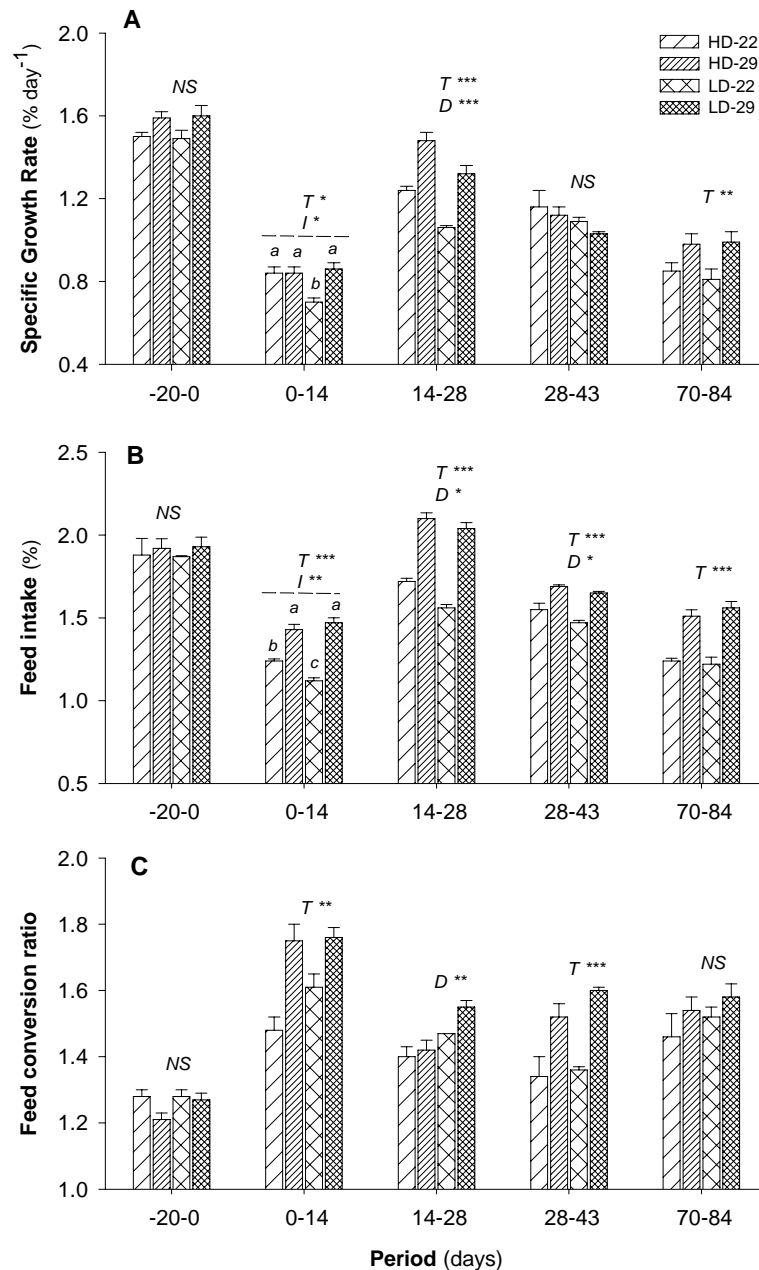 A
Specific Growth Rate (% day⁻¹)
2.0
1.6
1.2
0.8
0.4
HD-22
HD-29
LD-22
LD-29
NS
T *
I *
a a b a
T ***
D ***
NS
T **
-20-0 0-14 14-28 28-43 70-84
B
Feed intake (%)
2.5
2.0
1.5
1.0
0.5
NS
T ***
I **
b a c a
T ***
D *
T ***
D *
T ***
-20-0 0-14 14-28 28-43 70-84
C
Feed conversion ratio
2.0
1.8
1.6
1.4
1.2
1.0
NS
T **
D **
T ***
NS
-20-0 0-14 14-28 28-43 70-84
Period (days)